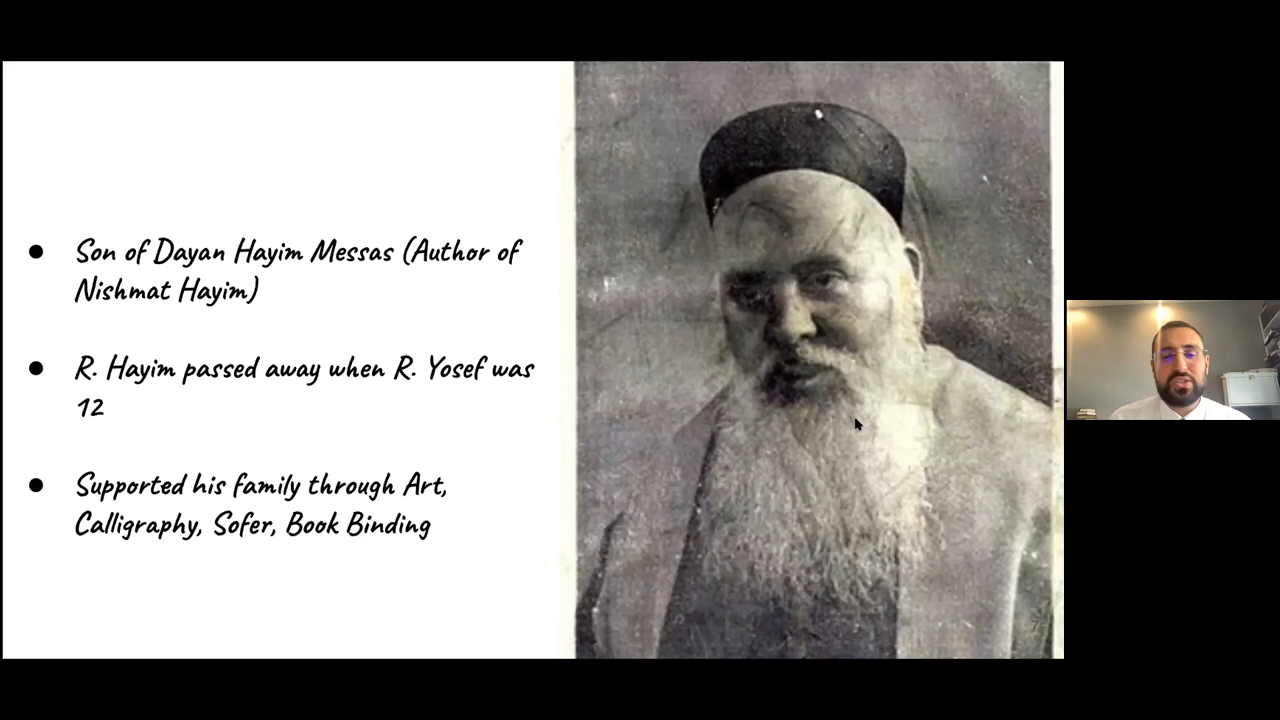 ● Son of Dayan Hayim Messas (Author of
Nishmat Hayim)
● R. Hayim passed away when R. Yosef was
12
● Supported his family through Art,
Calligraphy, Sofer, Book Binding
7